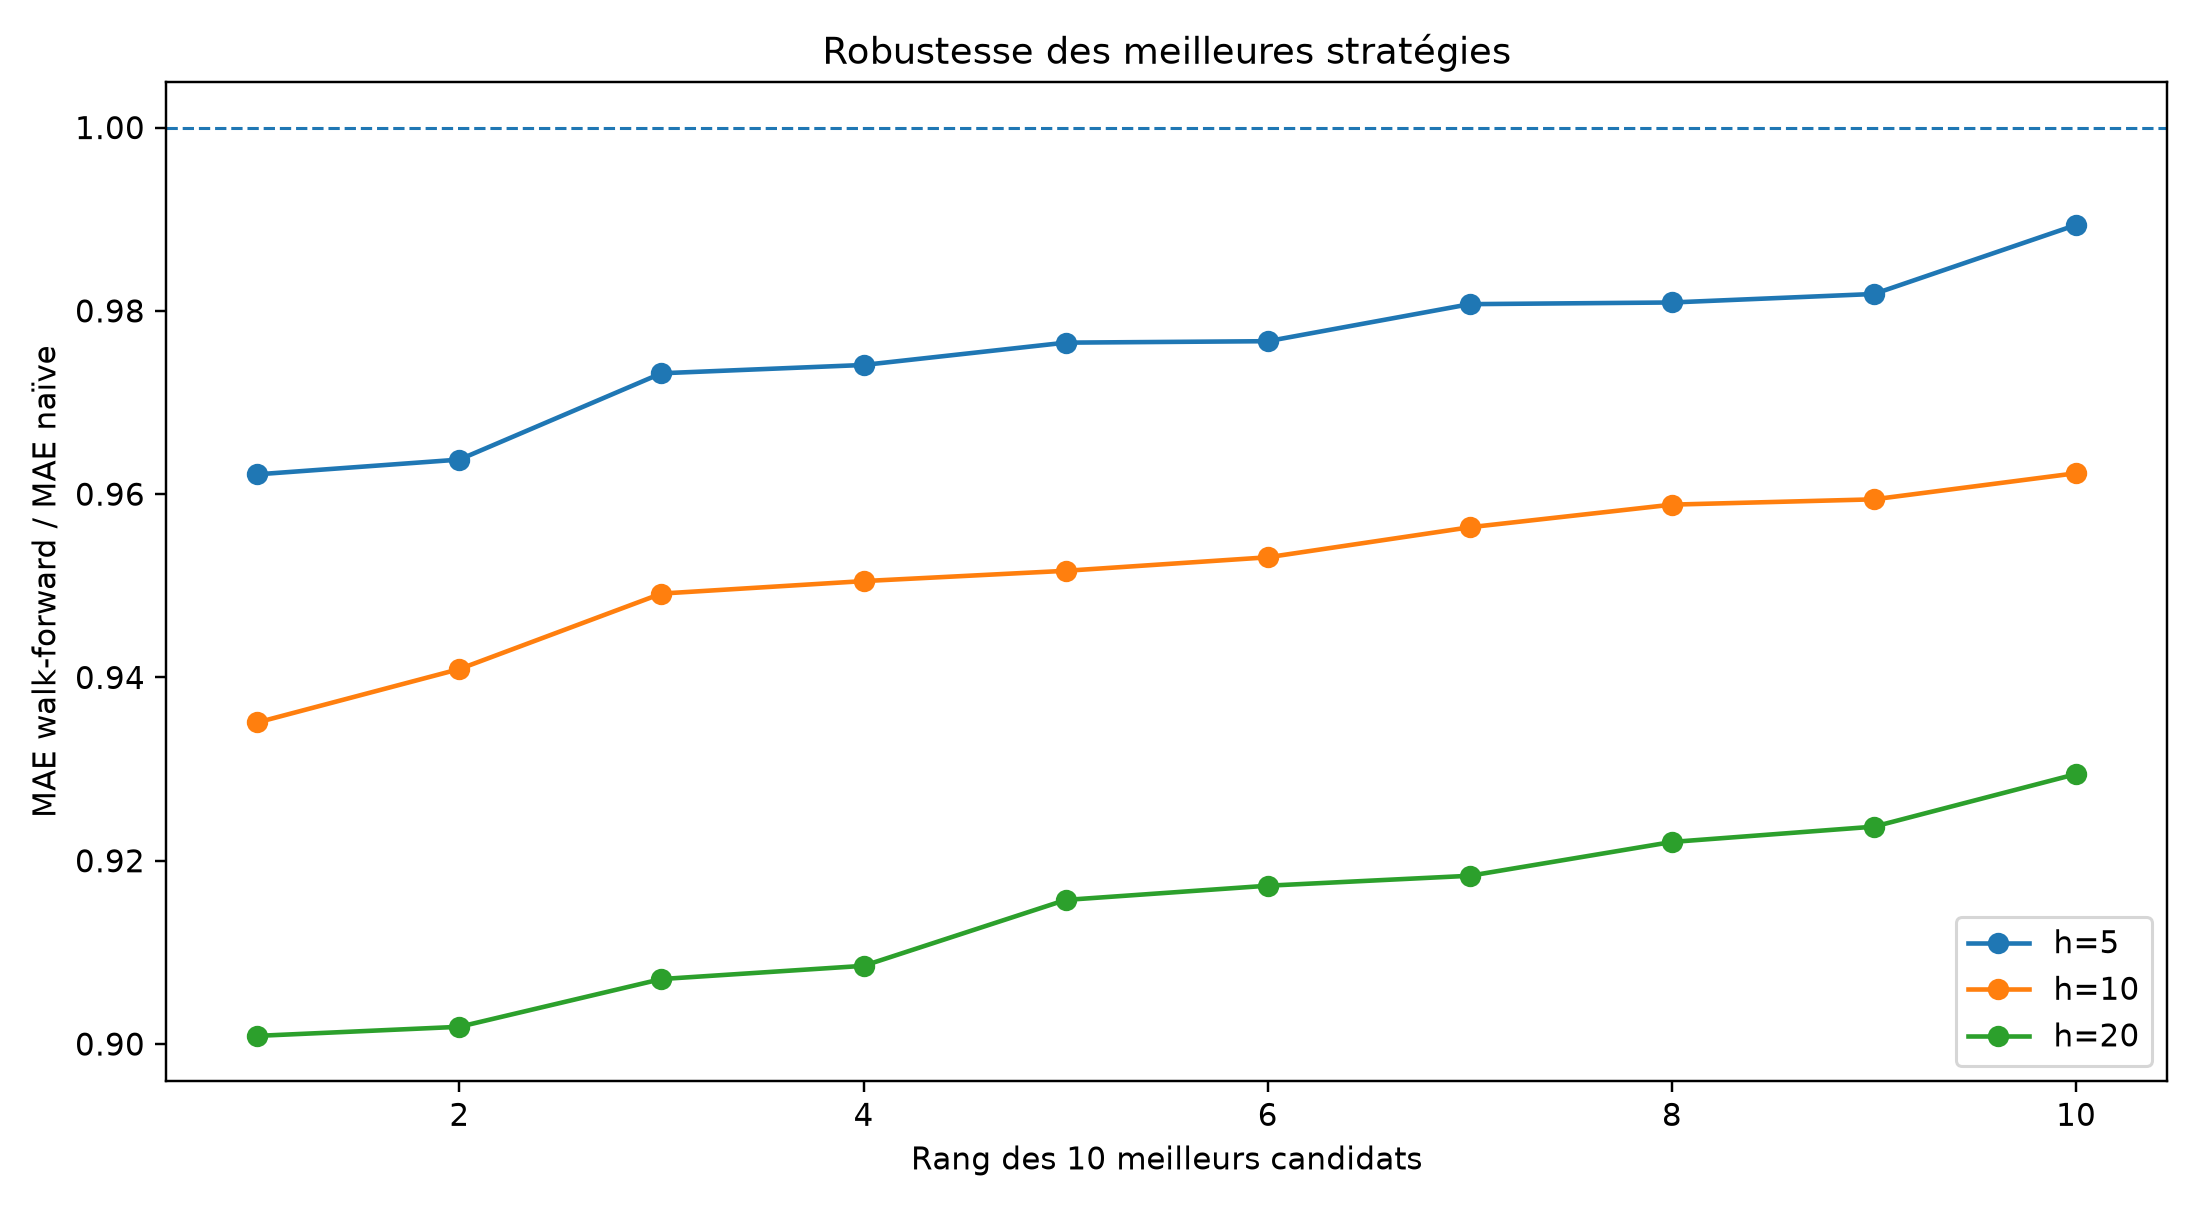 Robustesse des meilleures stratégies
MAE walk-forward / MAE naïve
1.00
0.98
0.96
0.94
0.92
0.90
2 4 6 8 10
Rang des 10 meilleurs candidats
h=5
h=10
h=20